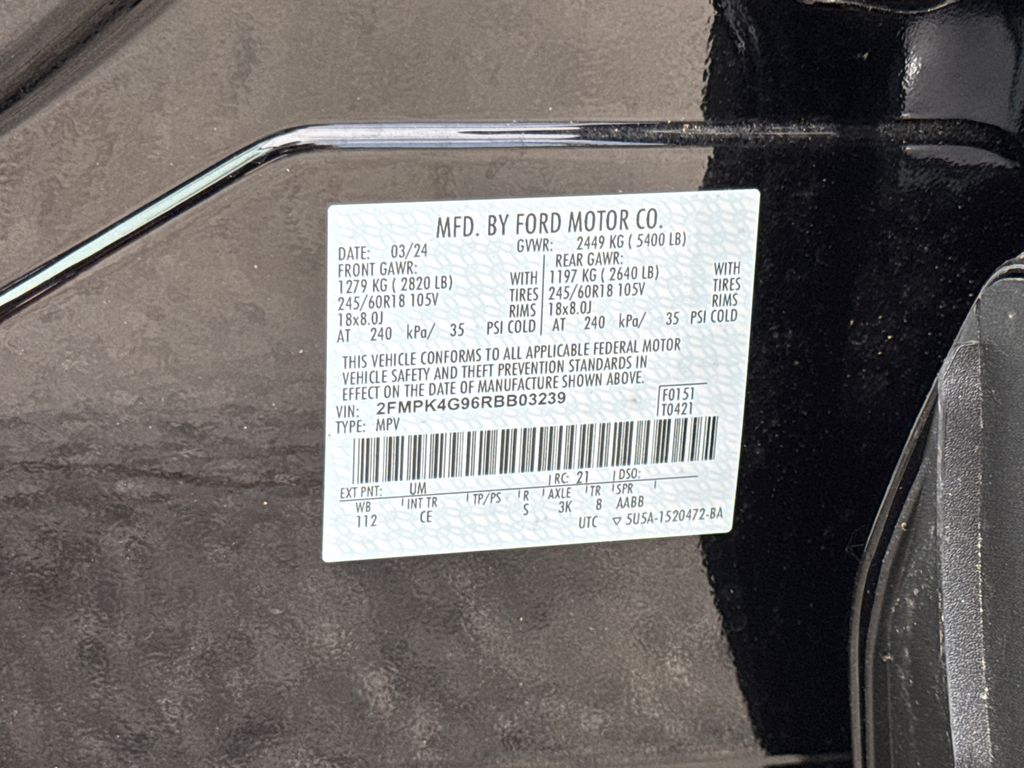 MFD. BY FORD MOTOR CO.
DATE: 03/24 GVWR: 2449 KG ( 5400 LB)
FRONT GAWR: REAR GAWR:
1279 KG ( 2820 LB) WITH 1197 KG ( 2640 LB) WITH
245/60R18 105V TIRES 245/60R18 105V TIRES
18x8.0J RIMS 18x8.0J RIMS
AT 240 kPa/ 35 PSI COLD AT 240 kPa/ 35 PSI COLD
THIS VEHICLE CONFORMS TO ALL APPLICABLE FEDERAL MOTOR
VEHICLE SAFETY AND THEFT PREVENTION STANDARDS IN
EFFECT ON THE DATE OF MANUFACTURE SHOWN ABOVE.
VIN: 2FMPK4G96RBB03239 F0151
TYPE: MPV T0421
EXT PNT: UM RC: 21 DSO:
WB INT TR TP/PS R AXLE TR SPR
112 CE S 3K 8 AABB
UTC ▽ 5U5A-1520472-BA